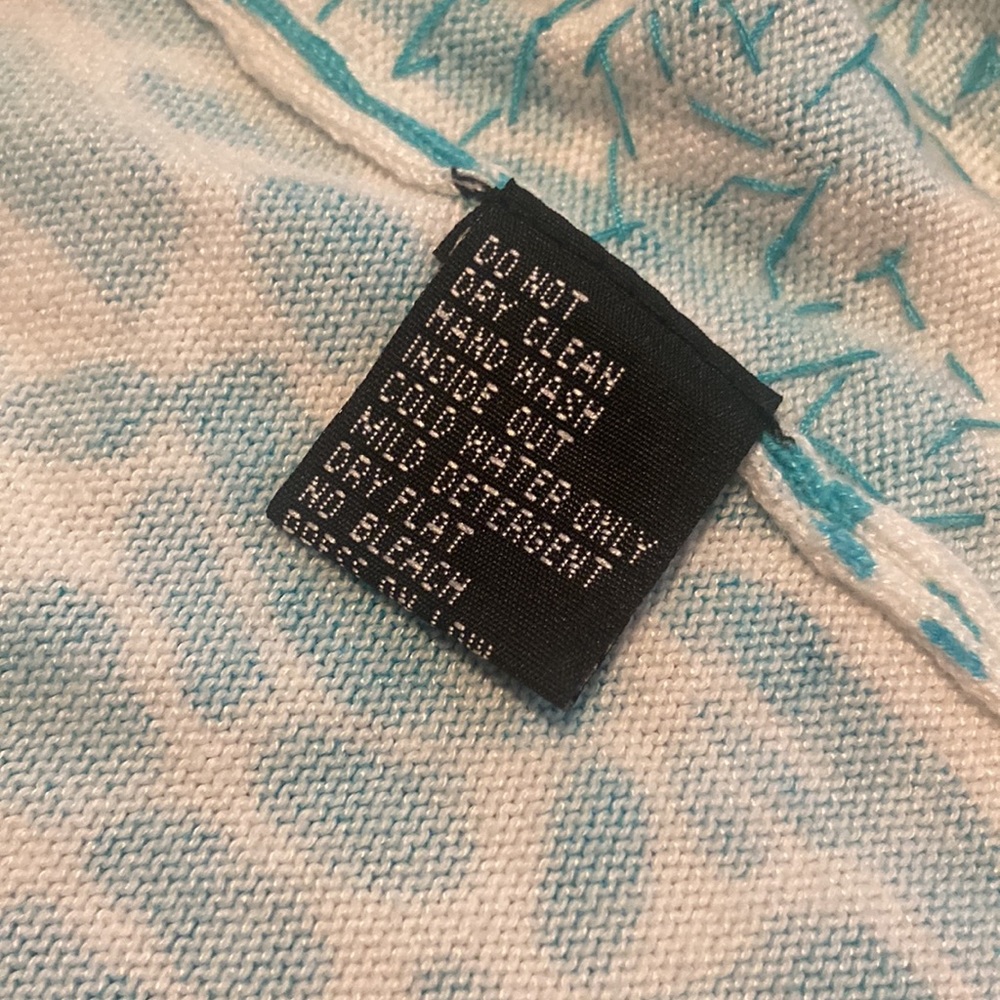 DO NOT
DRY CLEAN
HAND WASH
INSIDE OUT
COLD WATER ONLY
MILD DETERGENT
DRY FLAT
NO BLEACH